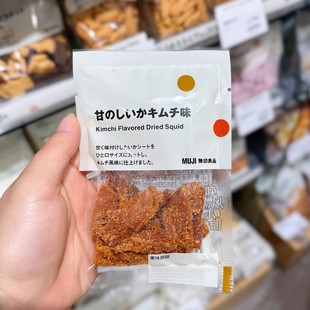 甘のしいかキムチ味
Kimchi Flavored Dried Squid
甘く味付けしたいかシートを
ひと口サイズにカットし、
キムチ風味に仕上げました。
MUJI 無印良品